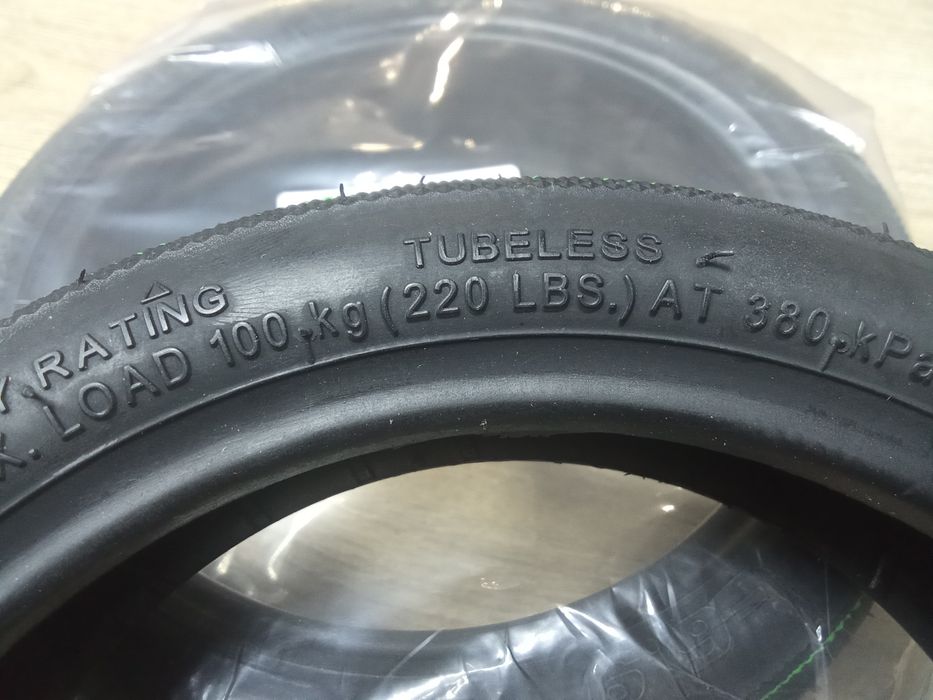 TUBELESS
Y RATING
X. LOAD 100 kg (220 LBS.) AT 380 kPa